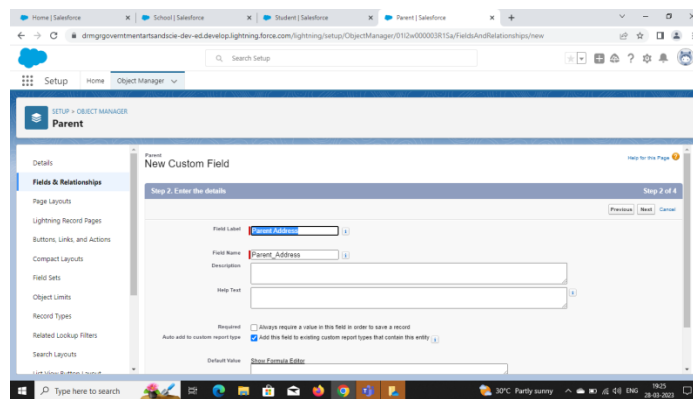 Home | Salesforce
School | Salesforce
Student | Salesforce
Parent | Salesforce
drmgrgovernmentartsandscie-dev-ed.develop.lightning.force.com/lightning/setup/ObjectManager/01I2w000003R1Sa/FieldsAndRelationships/new
Search Setup
Setup Home Object Manager
SETUP > OBJECT MANAGER
Parent
Details
Fields & Relationships
Page Layouts
Lightning Record Pages
Buttons, Links, and Actions
Compact Layouts
Field Sets
Object Limits
Record Types
Related Lookup Filters
Search Layouts
List View Button Layout
Parent
New Custom Field
Help for this Page
Step 2. Enter the details Step 2 of 4
Previous Next Cancel
Field Label Parent Address
Field Name Parent_Address
Description
Help Text
Required Always require a value in this field in order to save a record
Auto add to custom report type Add this field to existing custom report types that contain this entity
Default Value Show Formula Editor
Type here to search
30°C Partly sunny ENG 19:25
28-03-2023